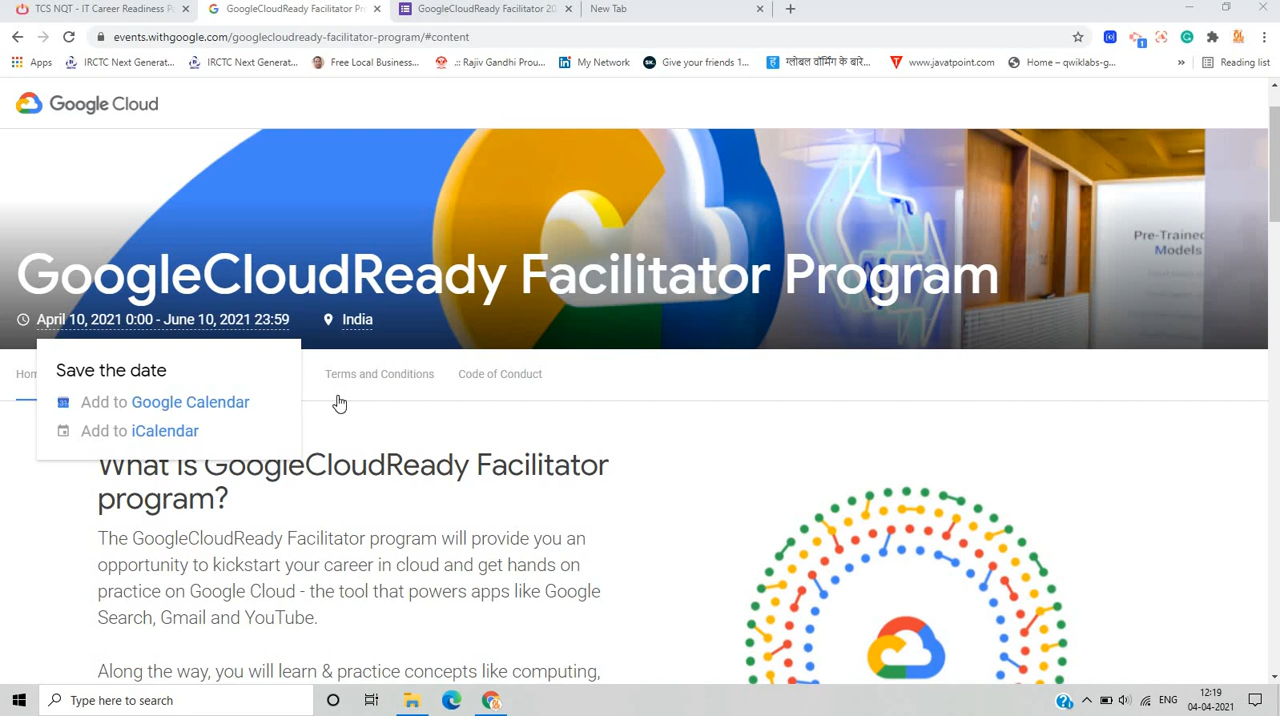 TCS NQT - IT Career Readiness P
GoogleCloudReady Facilitator Pr
GoogleCloudReady Facilitator 20
New Tab
events.withgoogle.com/googlecloudready-facilitator-program/#content
Apps
IRCTC Next Generat...
IRCTC Next Generat...
Free Local Business...
.: Rajiv Gandhi Prou...
My Network
Give your friends 1...
ग्लोबल वॉर्मिंग के बारे...
www.javatpoint.com
Home – qwiklabs-g...
»
Reading list
Google Cloud
Pre-Trained
Models
GoogleCloudReady Facilitator Program
April 10, 2021 0:00 - June 10, 2021 23:59
India
Save the date
Add to Google Calendar
Add to iCalendar
Hom
Terms and Conditions
Code of Conduct
What is GoogleCloudReady Facilitator
program?
The GoogleCloudReady Facilitator program will provide you an
opportunity to kickstart your career in cloud and get hands on
practice on Google Cloud - the tool that powers apps like Google
Search, Gmail and YouTube.
Along the way, you will learn & practice concepts like computing,
Type here to search
ENG
12:19
04-04-2021